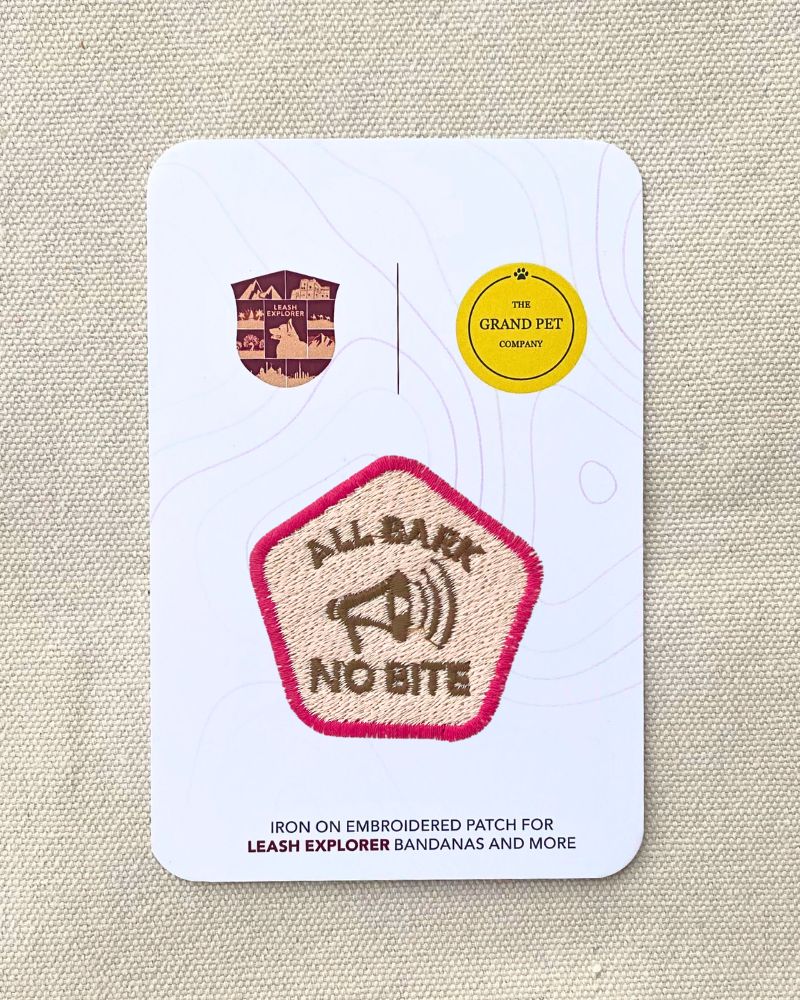 LEASH
EXPLORER
THE
GRAND PET
COMPANY
ALL BARK
NO BITE
IRON ON EMBROIDERED PATCH FOR
LEASH EXPLORER BANDANAS AND MORE